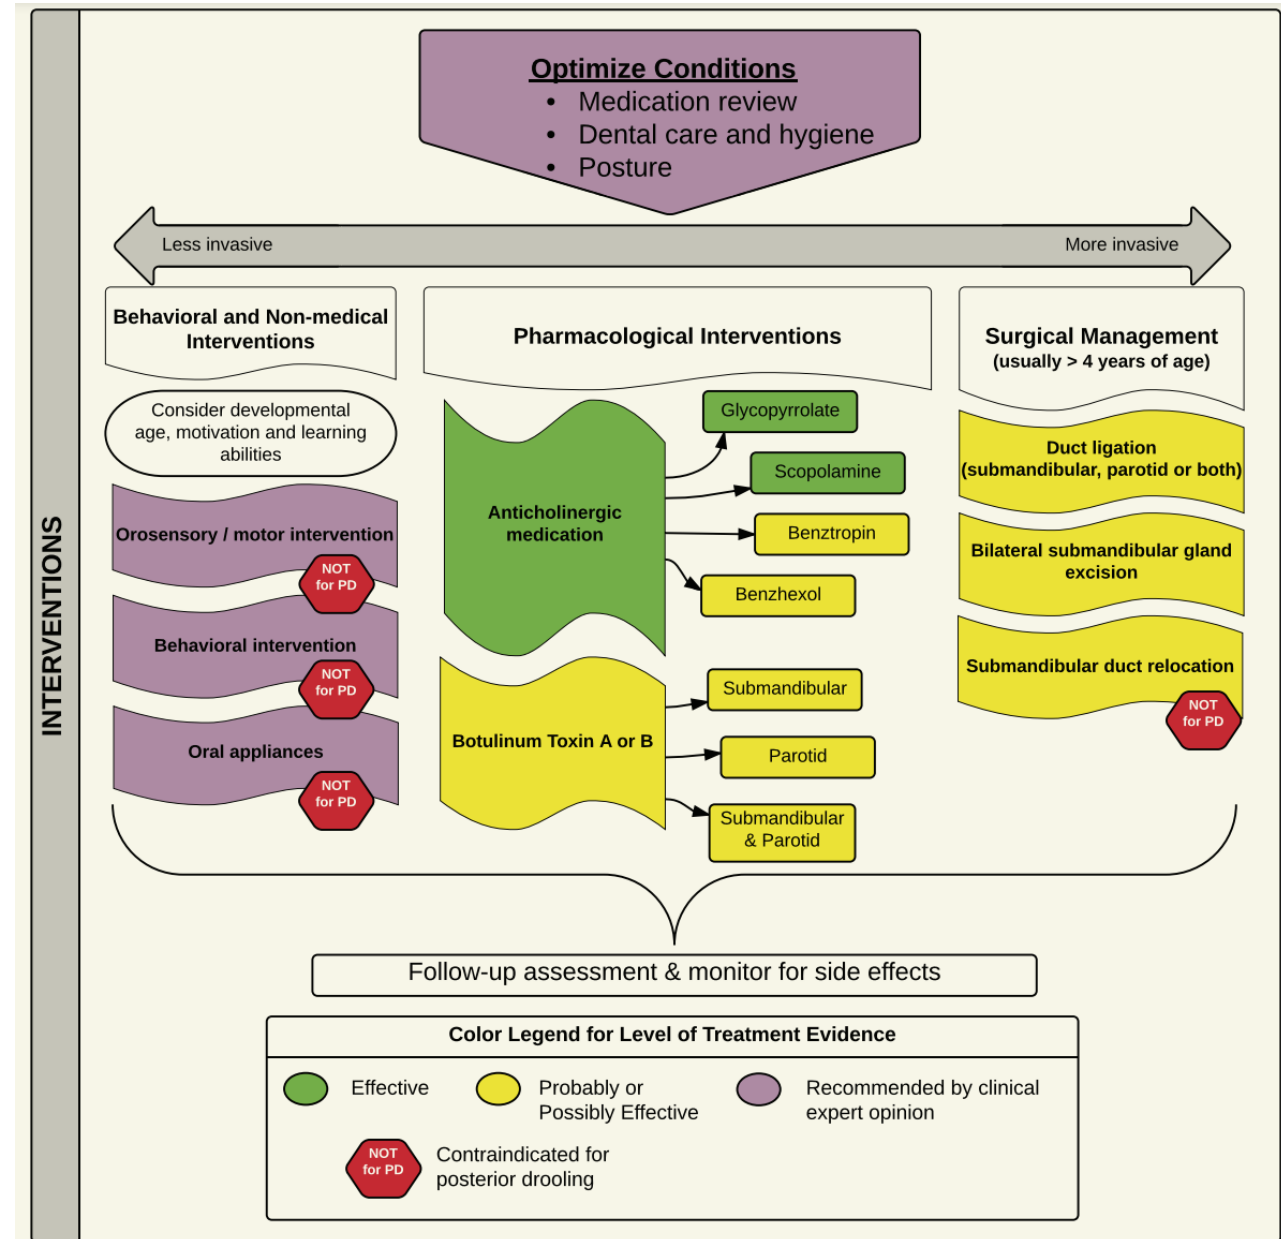 INTERVENTIONS
Optimize Conditions
• Medication review
• Dental care and hygiene
• Posture
Less invasive
More invasive
Behavioral and Non-medical
Interventions
Consider developmental
age, motivation and learning
abilities
Orosensory / motor intervention
NOT
for PD
Behavioral intervention
NOT
for PD
Oral appliances
NOT
for PD
Pharmacological Interventions
Anticholinergic
medication
Glycopyrrolate
Scopolamine
Benztropin
Benzhexol
Botulinum Toxin A or B
Submandibular
Parotid
Submandibular
& Parotid
Surgical Management
(usually > 4 years of age)
Duct ligation
(submandibular, parotid or both)
Bilateral submandibular gland
excision
Submandibular duct relocation
NOT
for PD
Follow-up assessment & monitor for side effects
Color Legend for Level of Treatment Evidence
Effective
Probably or
Possibly Effective
Recommended by clinical
expert opinion
NOT
for PD
Contraindicated for
posterior drooling